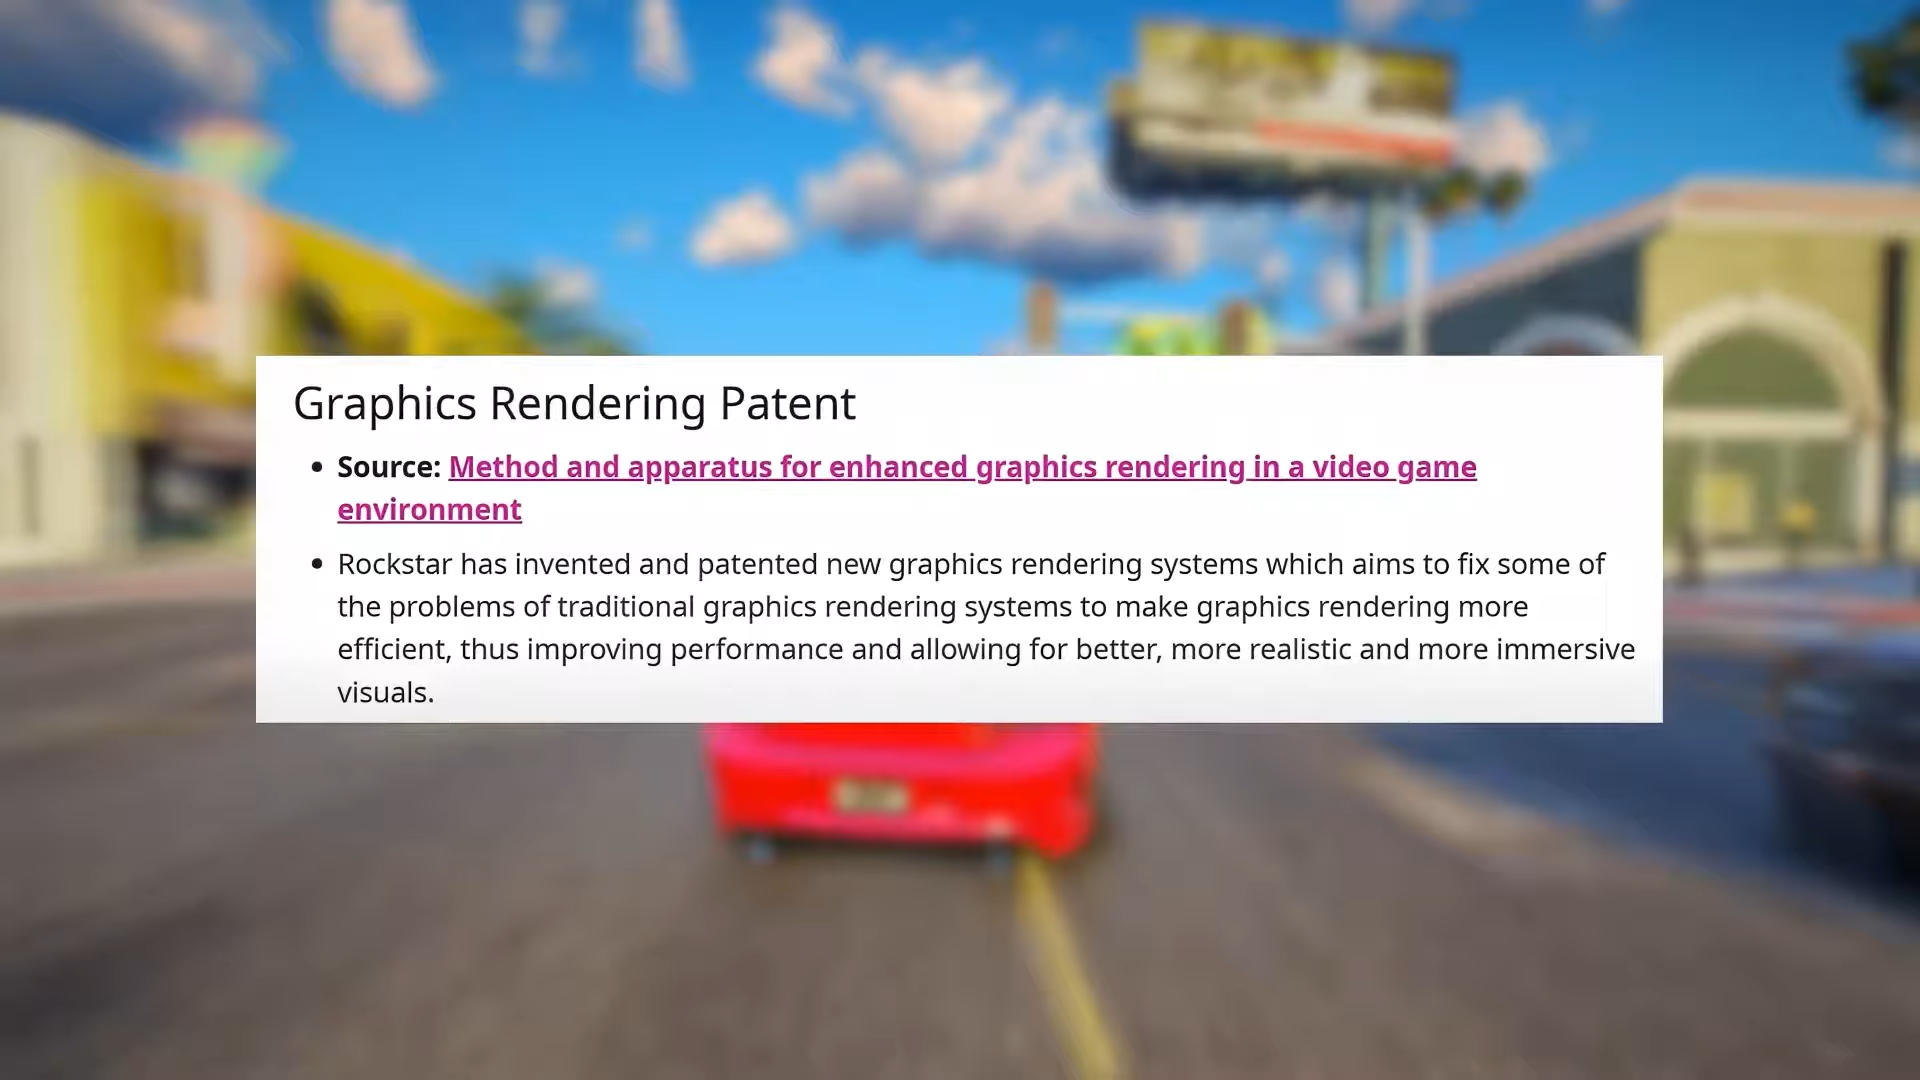 Graphics Rendering Patent
• Source: Method and apparatus for enhanced graphics rendering in a video game
environment
• Rockstar has invented and patented new graphics rendering systems which aims to fix some of
the problems of traditional graphics rendering systems to make graphics rendering more
efficient, thus improving performance and allowing for better, more realistic and more immersive
visuals.